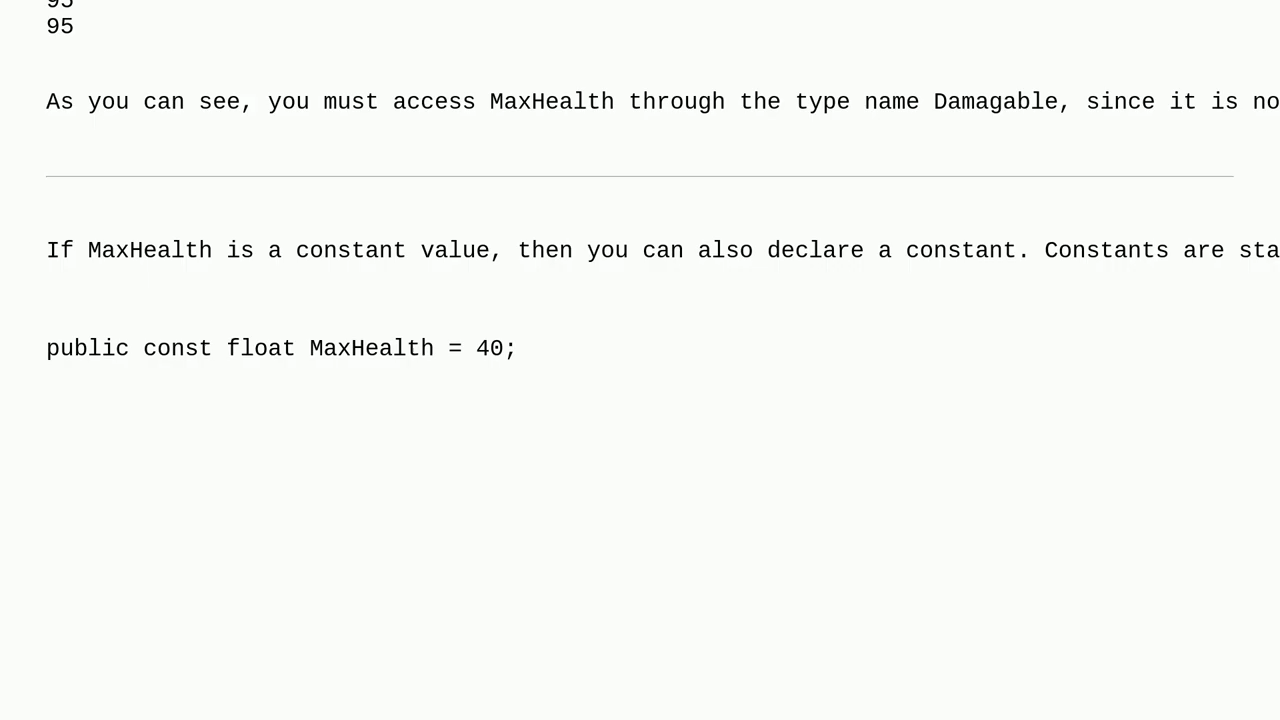 95
95
As you can see, you must access MaxHealth through the type name Damagable, since it is no
If MaxHealth is a constant value, then you can also declare a constant. Constants are sta
public const float MaxHealth = 40;